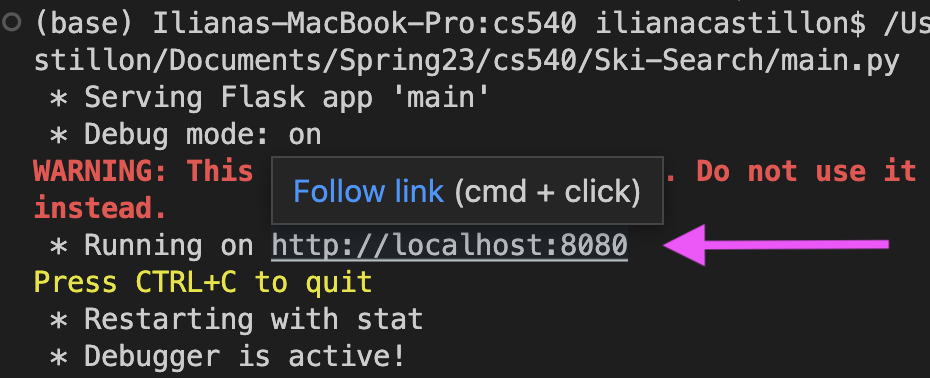 (base) Ilianas-MacBook-Pro:cs540 ilianacastillon$ /Us
stillon/Documents/Spring23/cs540/Ski-Search/main.py
* Serving Flask app 'main'
* Debug mode: on
WARNING: This . Do not use it
Follow link (cmd + click)
instead.
* Running on http://localhost:8080
Press CTRL+C to quit
* Restarting with stat
* Debugger is active!